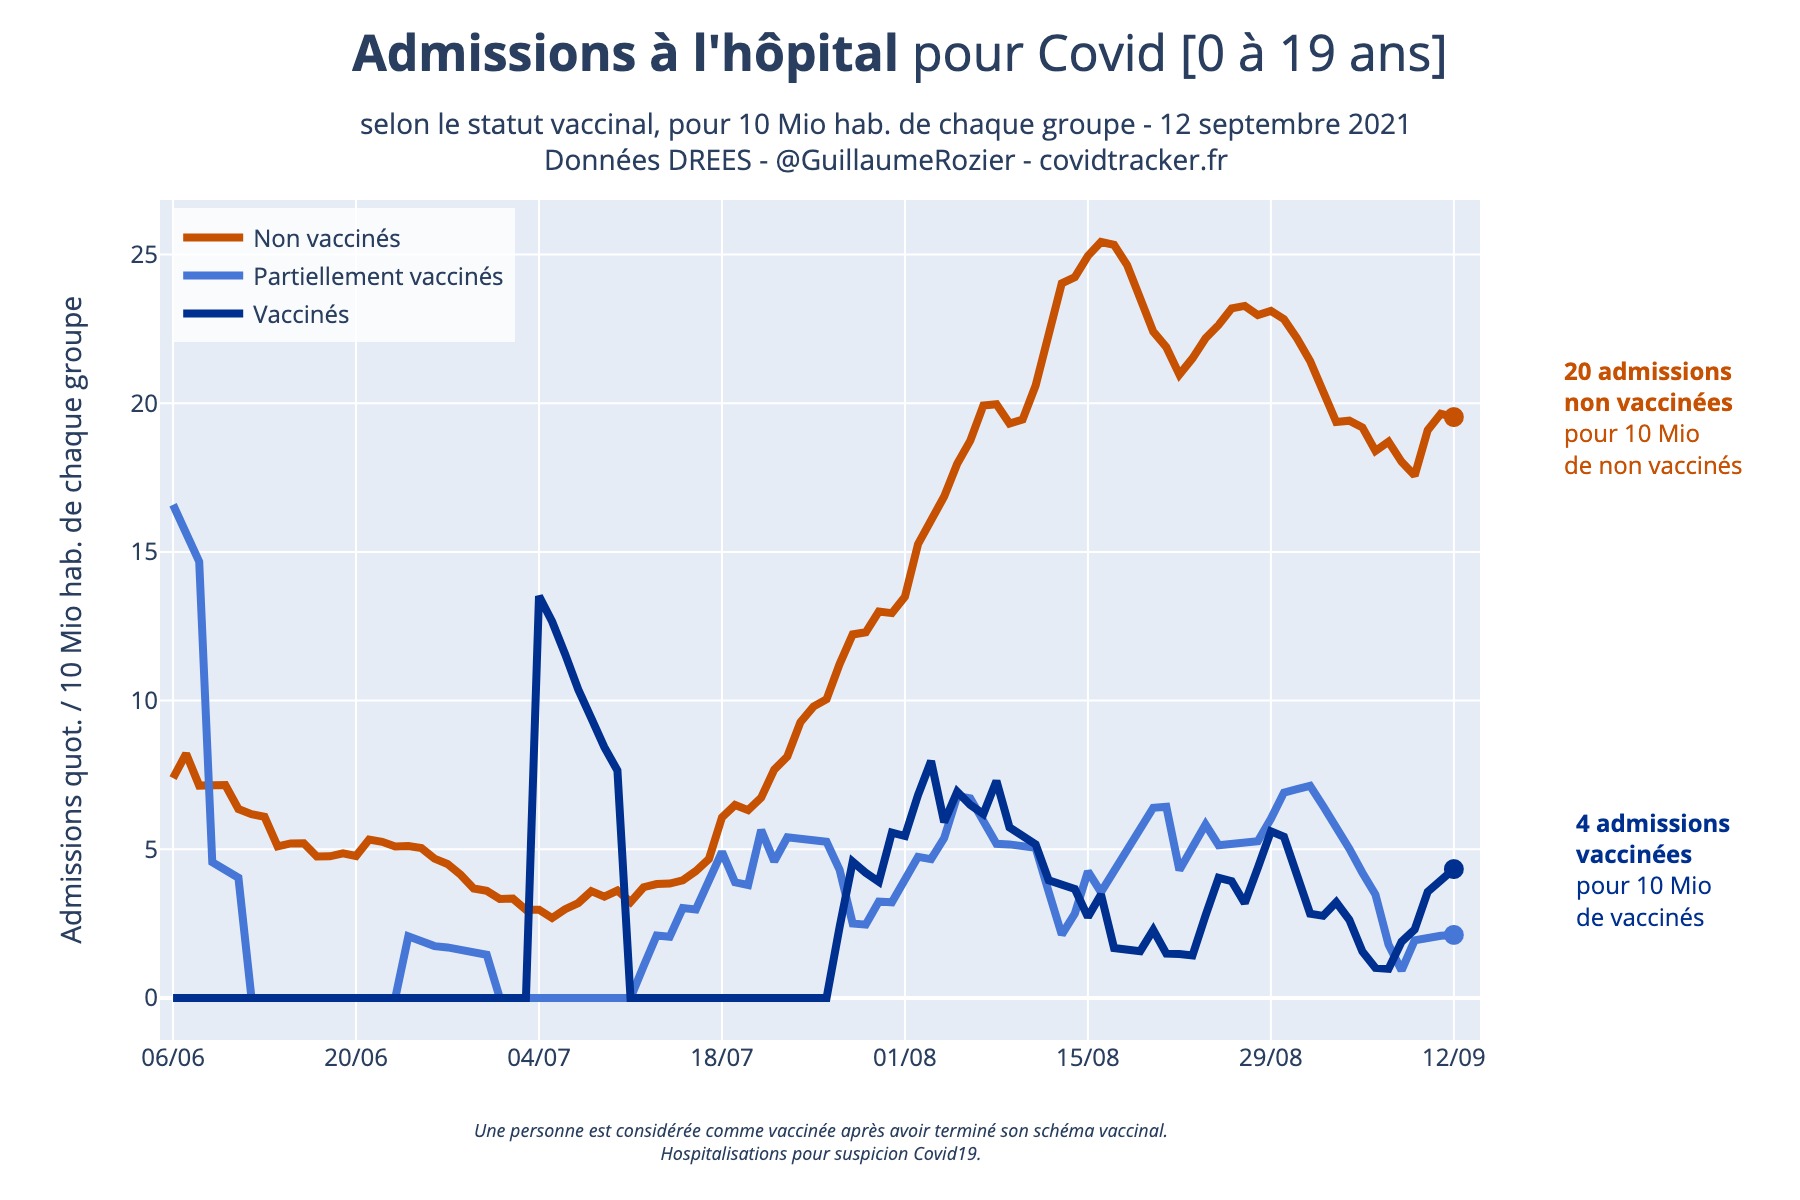 Admissions à l'hôpital pour Covid [0 à 19 ans]
selon le statut vaccinal, pour 10 Mio hab. de chaque groupe - 12 septembre 2021
Données DREES - @GuillaumeRozier - covidtracker.fr
Admissions quot. / 10 Mio hab. de chaque groupe
Non vaccinés
Partiellement vaccinés
Vaccinés
25
20
15
10
5
0
06/06
20/06
04/07
18/07
01/08
15/08
29/08
12/09
20 admissions
non vaccinées
pour 10 Mio
de non vaccinés
4 admissions
vaccinées
pour 10 Mio
de vaccinés
Une personne est considérée comme vaccinée après avoir terminé son schéma vaccinal.
Hospitalisations pour suspicion Covid19.